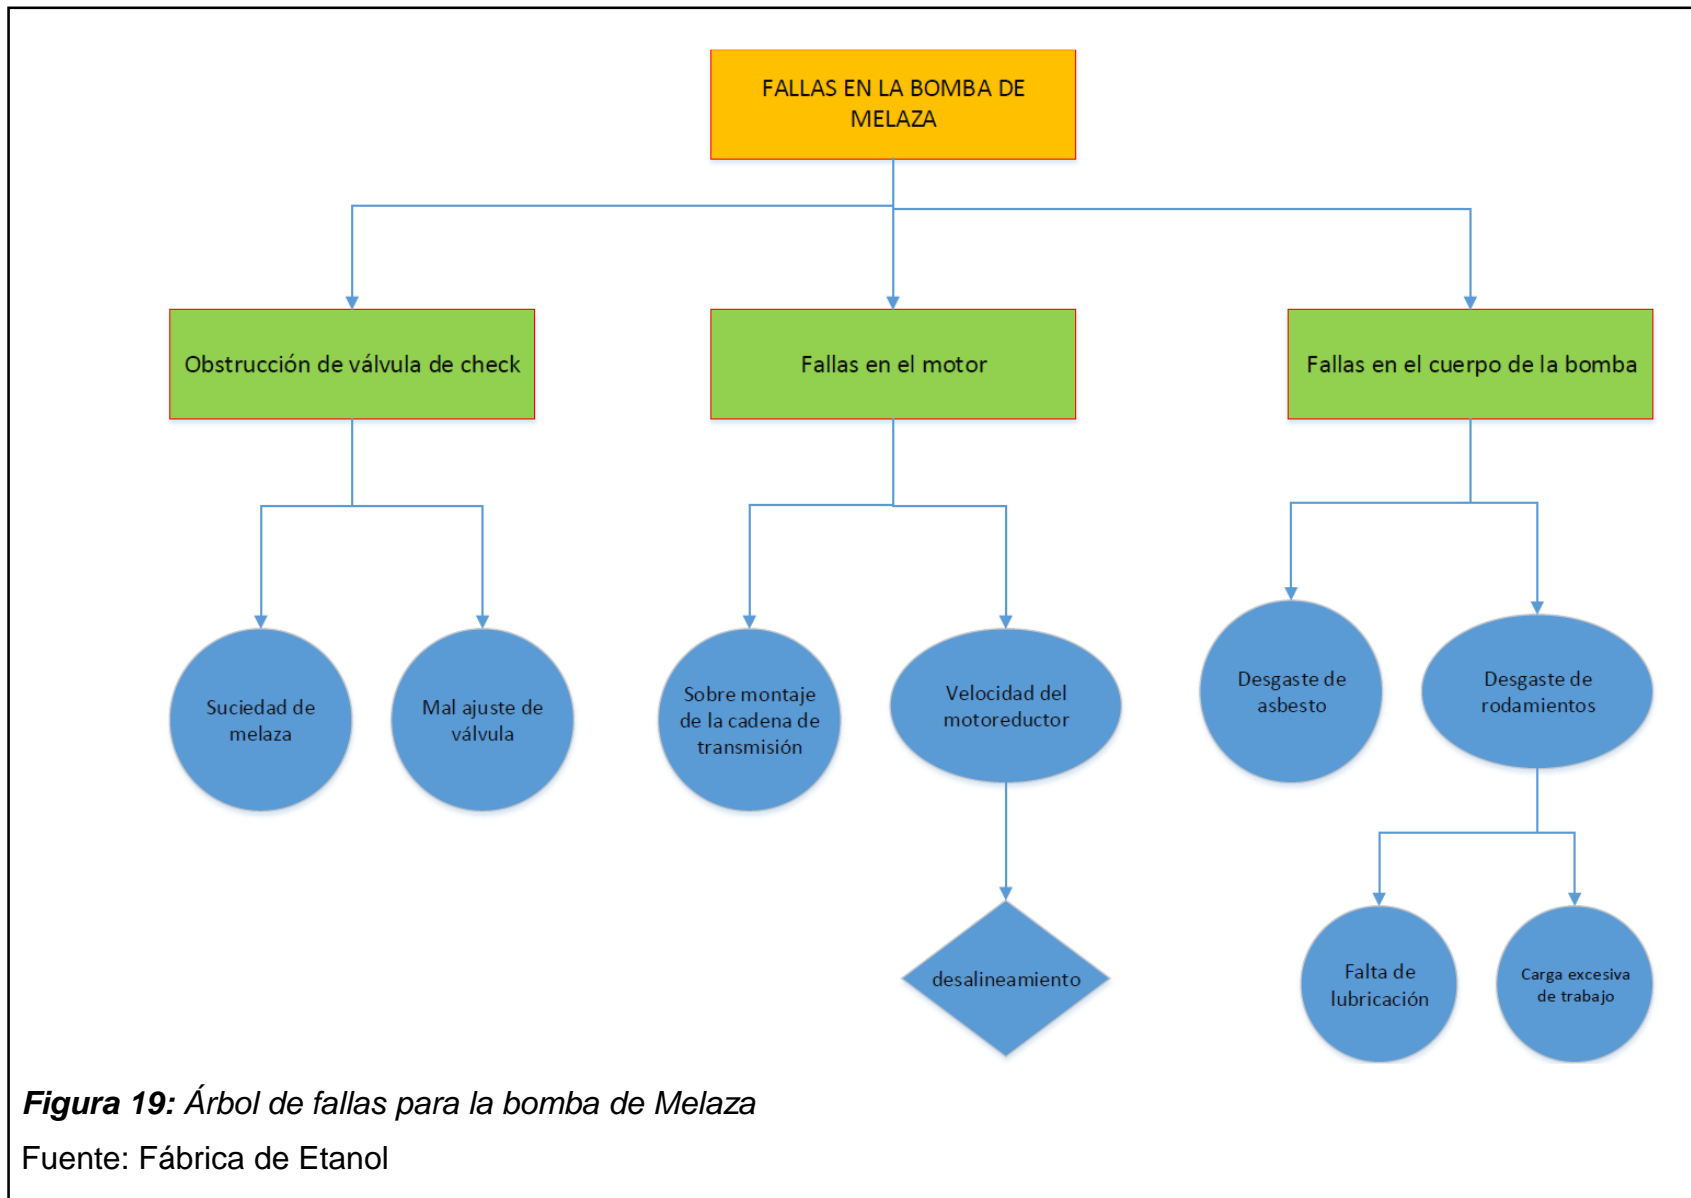 FALLAS EN LA BOMBA DE
MELAZA
Obstrucción de válvula de check
Fallas en el motor
Fallas en el cuerpo de la bomba
Suciedad de
melaza
Mal ajuste de
válvula
Sobre montaje
de la cadena de
transmisión
Velocidad del
motoreductor
Desgaste de
asbesto
Desgaste de
rodamientos
desalineamiento
Falta de
lubricación
Carga excesiva
de trabajo
Figura 19: Árbol de fallas para la bomba de Melaza
Fuente: Fábrica de Etanol